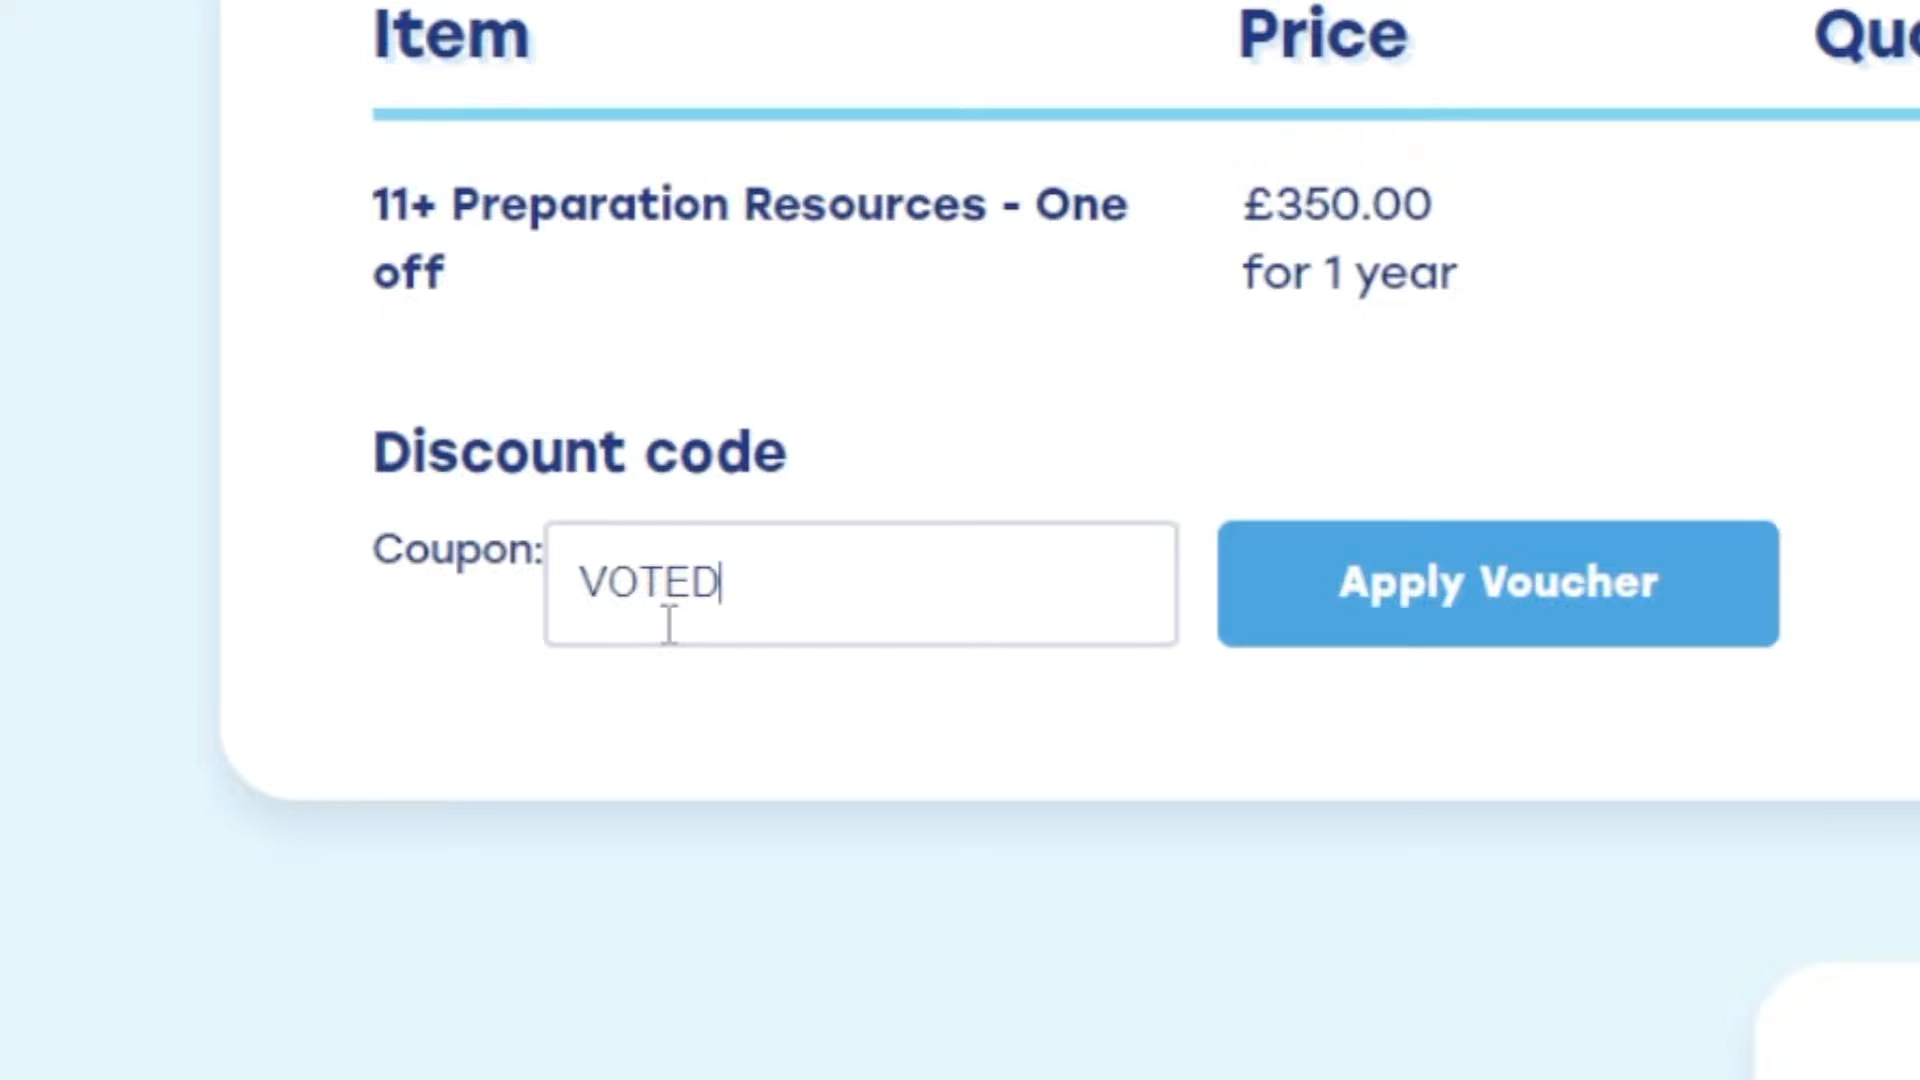 Item Price
11+ Preparation Resources - One £350.00
off for 1 year
Discount code
Coupon: VOTED Apply Voucher